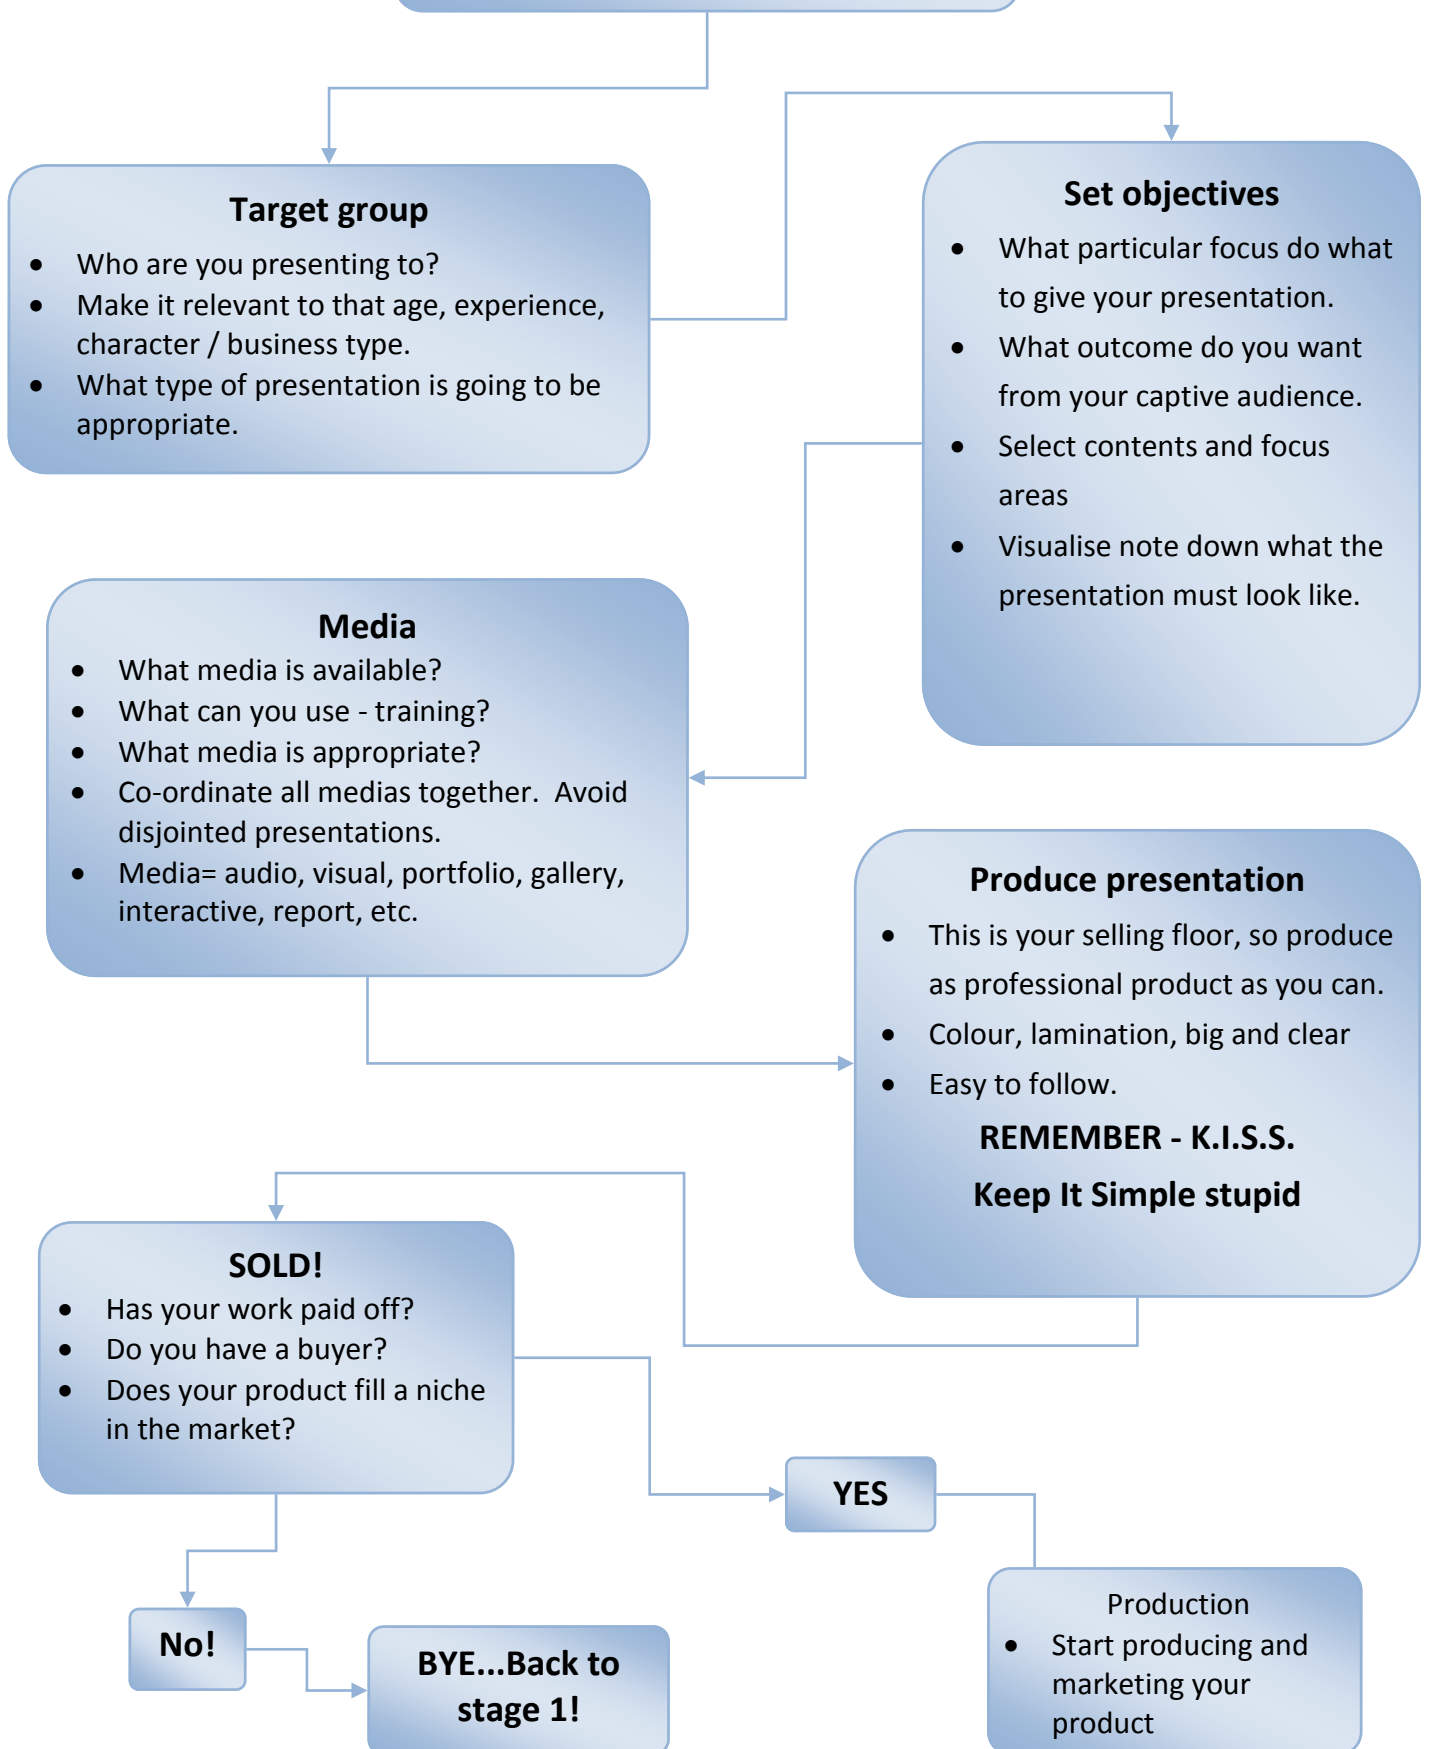 Target group
• Who are you presenting to?
• Make it relevant to that age, experience,
character / business type.
• What type of presentation is going to be
appropriate.
Set objectives
• What particular focus do what
to give your presentation.
• What outcome do you want
from your captive audience.
• Select contents and focus
areas
• Visualise note down what the
presentation must look like.
Media
• What media is available?
• What can you use - training?
• What media is appropriate?
• Co-ordinate all medias together.  Avoid
disjointed presentations.
• Media= audio, visual, portfolio, gallery,
interactive, report, etc.
Produce presentation
• This is your selling floor, so produce
as professional product as you can.
• Colour, lamination, big and clear
• Easy to follow.
REMEMBER - K.I.S.S.
Keep It Simple stupid
SOLD!
• Has your work paid off?
• Do you have a buyer?
• Does your product fill a niche
in the market?
YES
No!
BYE...Back to
stage 1!
Production
• Start producing and
marketing your
product